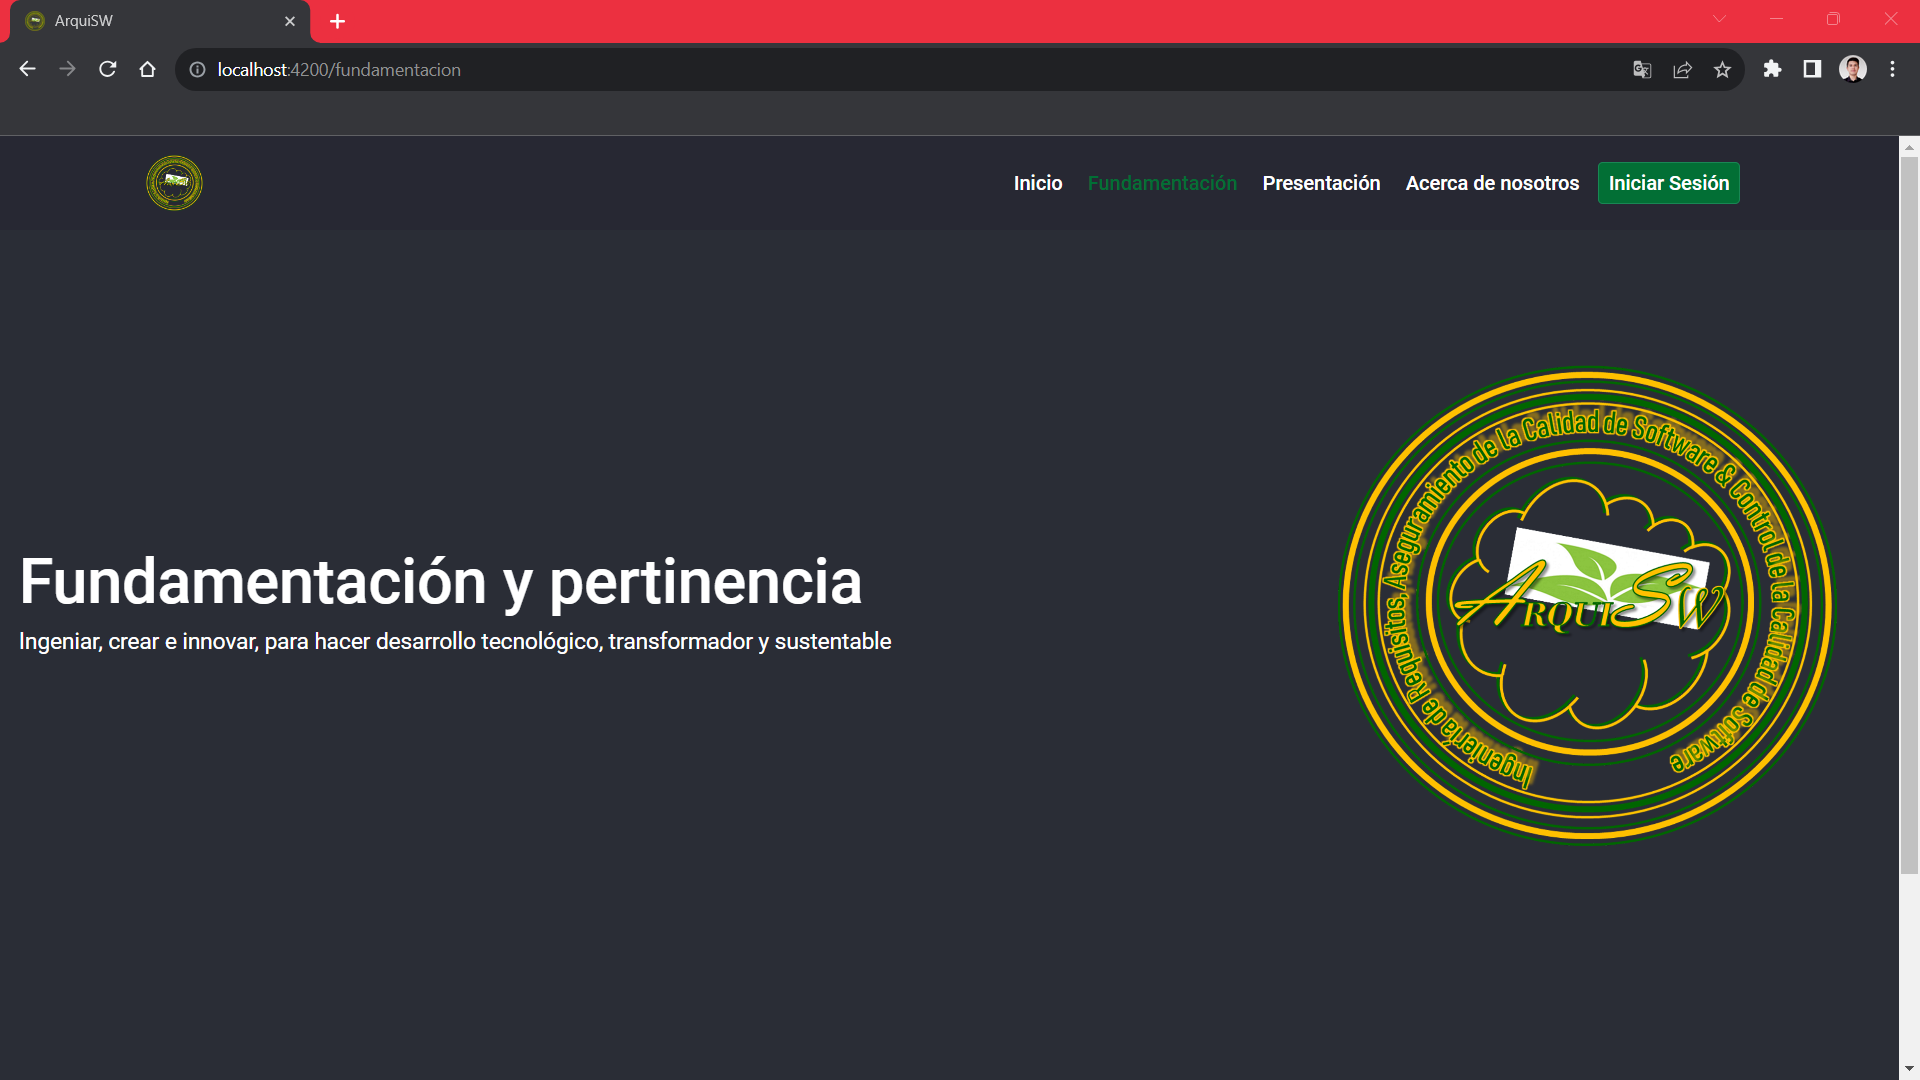 ArquiSW
localhost:4200/fundamentacion
Inicio
Fundamentación
Presentación
Acerca de nosotros
Iniciar Sesión
Fundamentación y pertinencia
Ingeniar, crear e innovar, para hacer desarrollo tecnológico, transformador y sustentable
Ingeniería de Requisitos, Aseguramiento de la Calidad de Software & Control de la Calidad de Software
ARQUISW